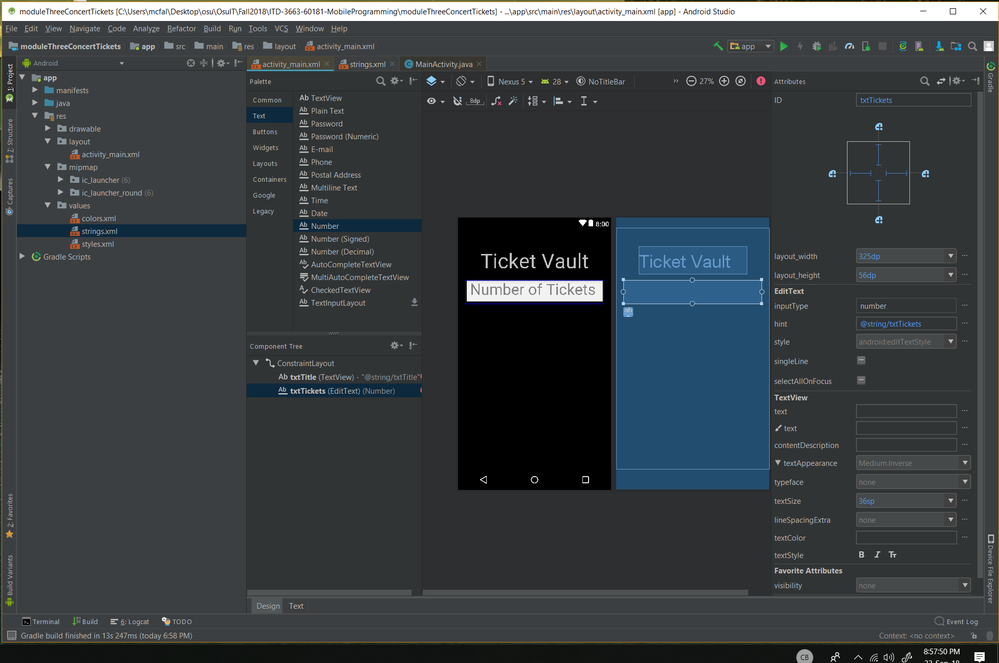 moduleThreeConcertTickets [C:\Users\mcfal\Desktop\osu\OsuIT\Fall2018\ITD-3663-60181-MobileProgramming\moduleThreeConcertTickets] - ...\app\src\main\res\layout\activity_main.xml [app] - Android Studio
File Edit View Navigate Code Analyze Refactor Build Run Tools VCS Window Help
moduleThreeConcertTickets app src main res layout activity_main.xml
app
1: Project
7: Structure
Captures
2: Favorites
Build Variants
Android
app
manifests
java
res
drawable
layout
activity_main.xml
mipmap
ic_launcher (6)
ic_launcher_round (6)
values
colors.xml
strings.xml
styles.xml
Gradle Scripts
activity_main.xml strings.xml MainActivity.java
Palette
Common
Text
Buttons
Widgets
Layouts
Containers
Google
Legacy
Ab TextView
Ab Plain Text
Ab Password
Ab Password (Numeric)
Ab E-mail
Ab Phone
Ab Postal Address
Ab Multiline Text
Ab Time
Ab Date
Ab Number
Ab Number (Signed)
Ab Number (Decimal)
Ab AutoCompleteTextView
MultiAutoCompleteTextView
A CheckedTextView
Ab TextInputLayout
Component Tree
ConstraintLayout
Ab txtTitle (TextView) - "@string/txtTitle"
Ab txtTickets (EditText) (Number)
Nexus 5 28 NoTitleBar >> 27%
8dp
8:00
Ticket Vault
Number of Tickets
Ticket Vault
ab
Design Text
Attributes
ID txtTickets
layout_width 325dp ...
layout_height 56dp ...
EditText
inputType number ...
hint @string/txtTickets ...
style android:editTextStyle ...
singleLine
selectAllOnFocus
TextView
text ...
text ...
contentDescription ...
textAppearance Medium.Inverse
typeface none
textSize 36sp ...
lineSpacingExtra none ...
textColor ...
textStyle B I Tт
Favorite Attributes
visibility none
Gradle
Device File Explorer
Terminal Build 6: Logcat TODO
Event Log
Gradle build finished in 13s 247ms (today 6:58 PM)
Context: <no context>
CB
8:57:50 PM